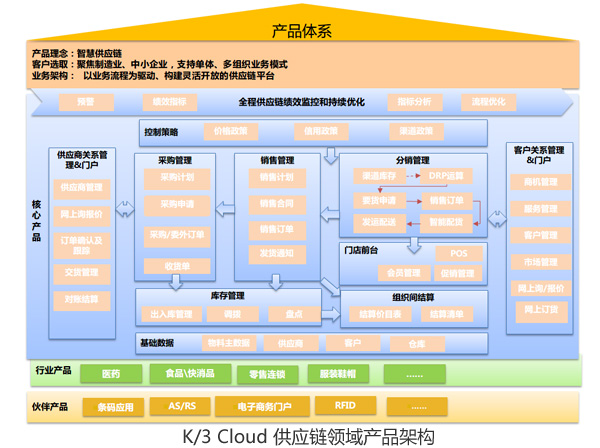 产品体系
产品理念：智慧供应链
客户选取：聚焦制造业、中小企业，支持单体、多组织业务模式
业务架构： 以业务流程为驱动、构建灵活开放的供应链平台
预警
绩效指标
全程供应链绩效监控和持续优化
指标分析
流程优化
核心产品
控制策略
价格政策
信用政策
渠道政策
供应商关系管理&门户
供应商管理
网上询报价
订单确认及跟踪
交货管理
对账结算
采购管理
采购计划
采购申请
采购/委外订单
收货单
销售管理
销售计划
销售合同
销售订单
发货通知
分销管理
渠道库存
DRP运算
要货申请
销售订单
发运配送
智能配货
门店前台
POS
会员管理
促销管理
客户关系管理&门户
商机管理
服务管理
客户管理
市场管理
网上询/报价
网上订货
库存管理
出入库管理
调拨
盘点
组织间结算
结算价目表
结算清单
基础数据
物料主数据
供应商
客户
仓库
行业产品
医药
食品\快消品
零售连锁
服装鞋帽
......
伙伴产品
条码应用
AS/RS
电子商务门户
RFID
......
K/3 Cloud 供应链领域产品架构